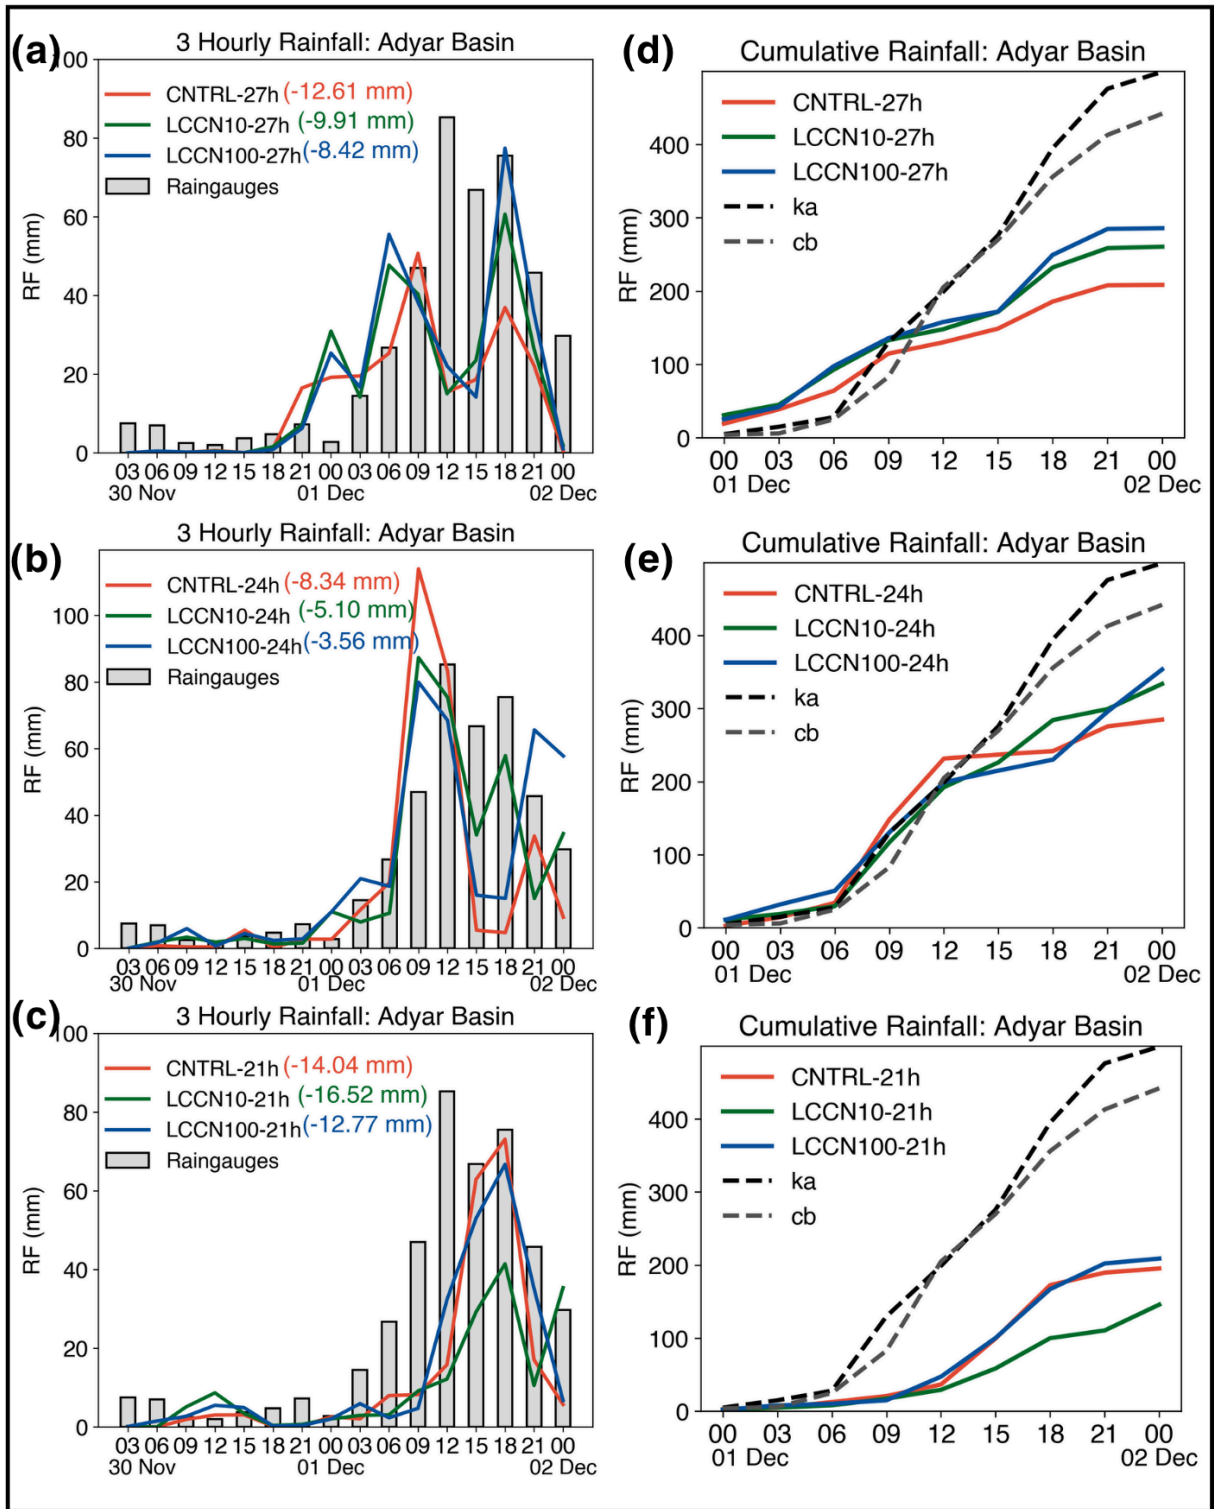 (a)
3 Hourly Rainfall: Adyar Basin
CNTRL-27h (-12.61 mm)
LCCN10-27h (-9.91 mm)
LCCN100-27h (-8.42 mm)
Raingauges
RF (mm)
100
80
60
40
20
0
03 06 09 12 15 18 21 00 03 06 09 12 15 18 21 00
30 Nov 01 Dec 02 Dec
(d)
Cumulative Rainfall: Adyar Basin
CNTRL-27h
LCCN10-27h
LCCN100-27h
ka
cb
RF (mm)
400
300
200
100
0
00 03 06 09 12 15 18 21 00
01 Dec 02 Dec
(b)
3 Hourly Rainfall: Adyar Basin
CNTRL-24h (-8.34 mm)
LCCN10-24h (-5.10 mm)
LCCN100-24h (-3.56 mm)
Raingauges
RF (mm)
100
80
60
40
20
0
03 06 09 12 15 18 21 00 03 06 09 12 15 18 21 00
30 Nov 01 Dec 02 Dec
(e)
Cumulative Rainfall: Adyar Basin
CNTRL-24h
LCCN10-24h
LCCN100-24h
ka
cb
RF (mm)
400
300
200
100
0
00 03 06 09 12 15 18 21 00
01 Dec 02 Dec
(c)
3 Hourly Rainfall: Adyar Basin
CNTRL-21h (-14.04 mm)
LCCN10-21h (-16.52 mm)
LCCN100-21h (-12.77 mm)
Raingauges
RF (mm)
100
80
60
40
20
0
03 06 09 12 15 18 21 00 03 06 09 12 15 18 21 00
30 Nov 01 Dec 02 Dec
(f)
Cumulative Rainfall: Adyar Basin
CNTRL-21h
LCCN10-21h
LCCN100-21h
ka
cb
RF (mm)
400
300
200
100
0
00 03 06 09 12 15 18 21 00
01 Dec 02 Dec